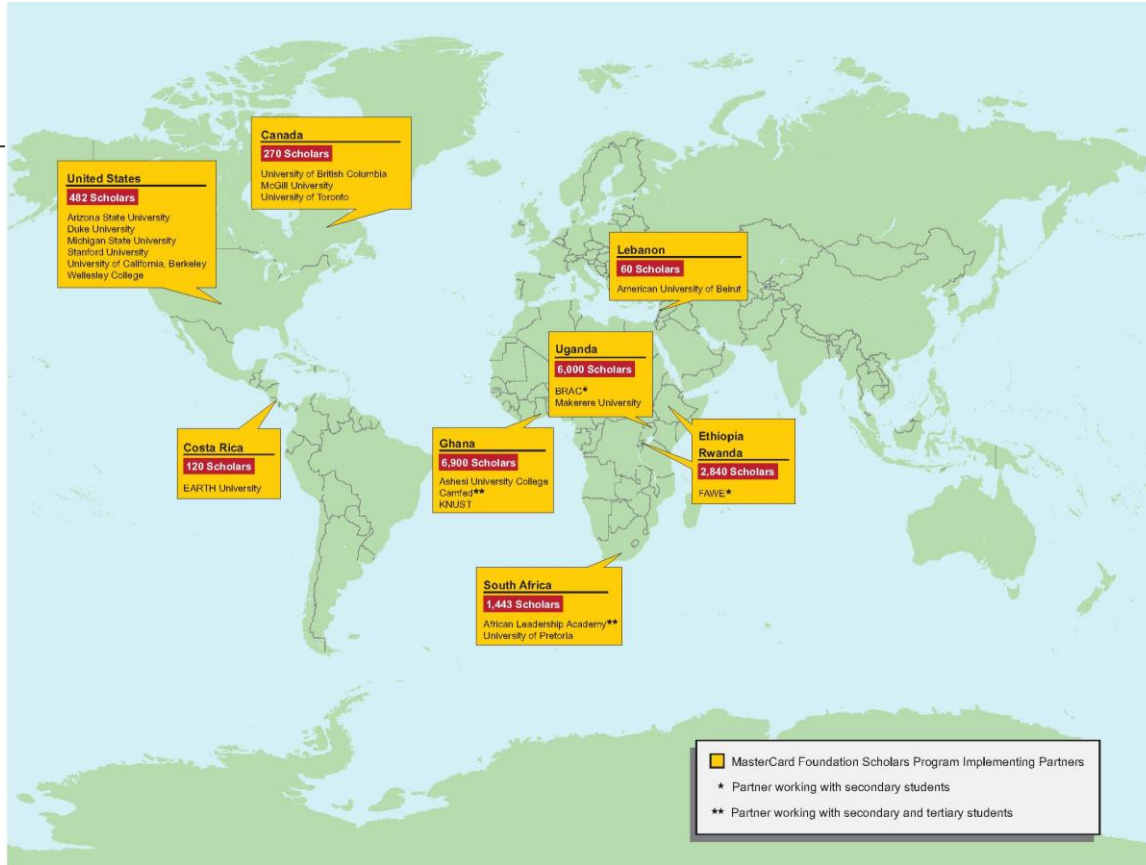 Canada
270 Scholars
University of British Columbia
McGill University
University of Toronto
United States
482 Scholars
Arizona State University
Duke University
Michigan State University
Stanford University
University of California, Berkeley
Wellesley College
Lebanon
60 Scholars
American University of Beirut
Uganda
6,000 Scholars
BRAC★
Makerere University
Costa Rica
120 Scholars
EARTH University
Ghana
6,900 Scholars
Ashesi University College
Camfed★★
KNUST
Ethiopia
Rwanda
2,840 Scholars
FAWE★
South Africa
1,443 Scholars
African Leadership Academy★★
University of Pretoria
MasterCard Foundation Scholars Program Implementing Partners
★ Partner working with secondary students
★★ Partner working with secondary and tertiary students